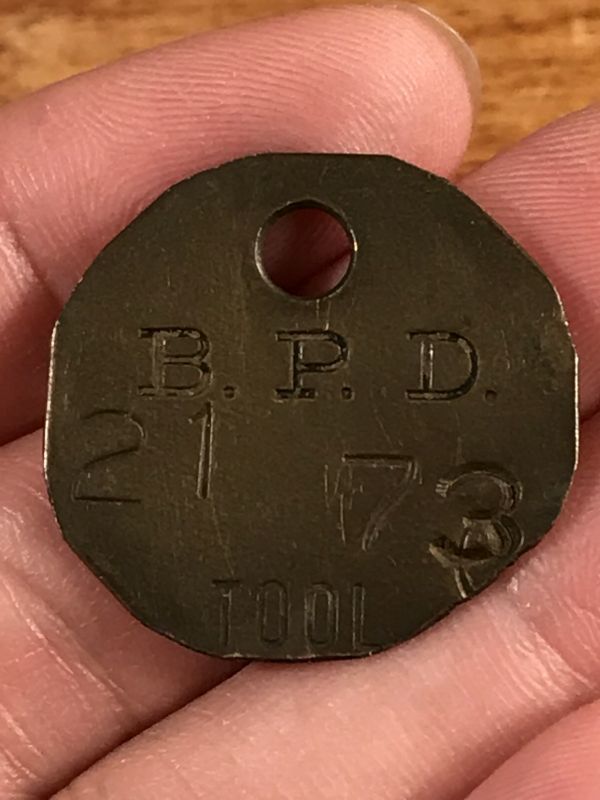 B. P. D.
21 73
TOOL